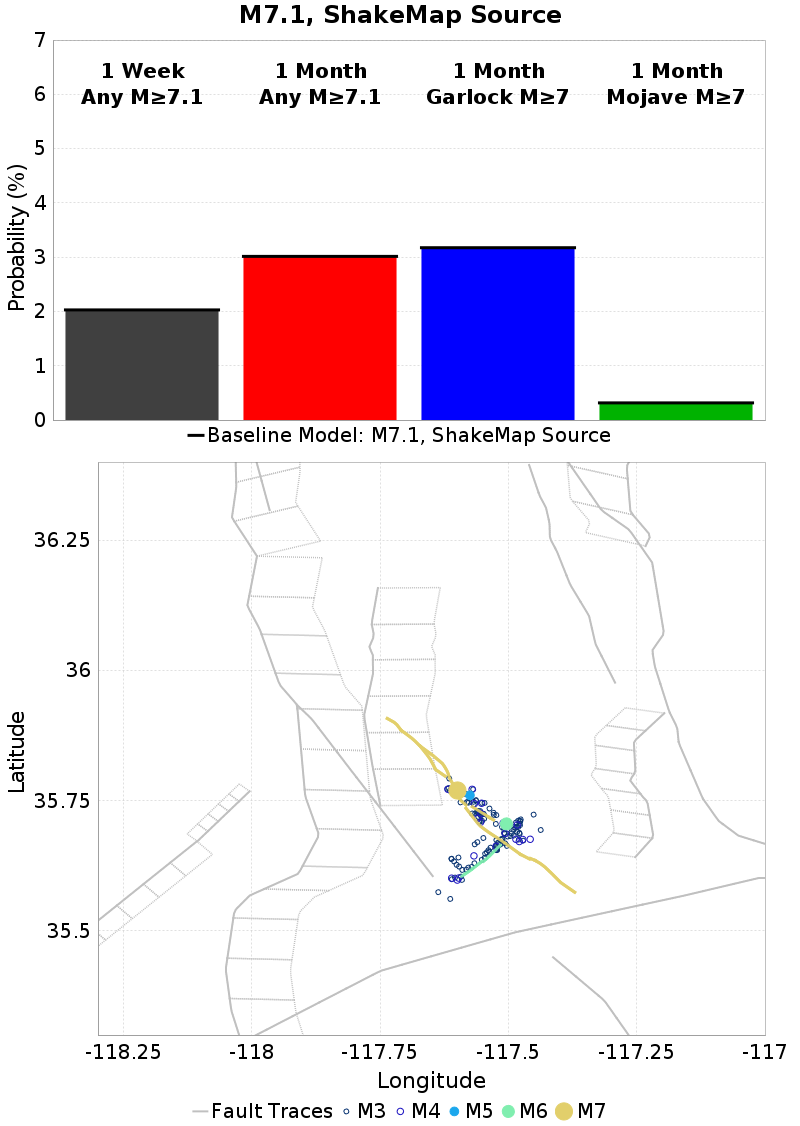 M7.1, ShakeMap Source
7
6
5
4
3
2
1
0
Probability (%)
1 Week
Any M≥7.1
1 Month
Any M≥7.1
1 Month
Garlock M≥7
1 Month
Mojave M≥7
Baseline Model: M7.1, ShakeMap Source
36.25
36
35.75
35.5
Latitude
-118.25 -118 -117.75 -117.5 -117.25 -117
Longitude
Fault Traces M3 M4 M5 M6 M7